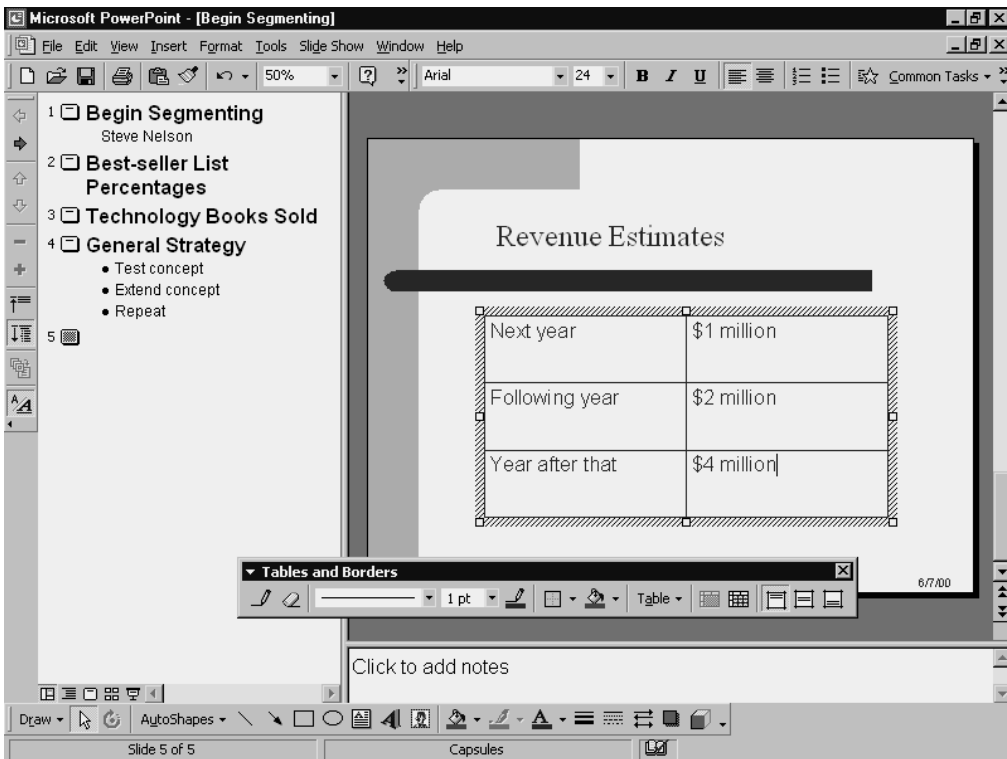 Microsoft PowerPoint - [Begin Segmenting]
File Edit View Insert Format Tools Slide Show Window Help
50% Arial 24 B I U Common Tasks
1 Begin Segmenting
Steve Nelson
2 Best-seller List
Percentages
3 Technology Books Sold
4 General Strategy
• Test concept
• Extend concept
• Repeat
5
Revenue Estimates
Next year $1 million
Following year $2 million
Year after that $4 million
6/7/00
Tables and Borders
1 pt Table
Click to add notes
Draw AutoShapes A
Slide 5 of 5 Capsules